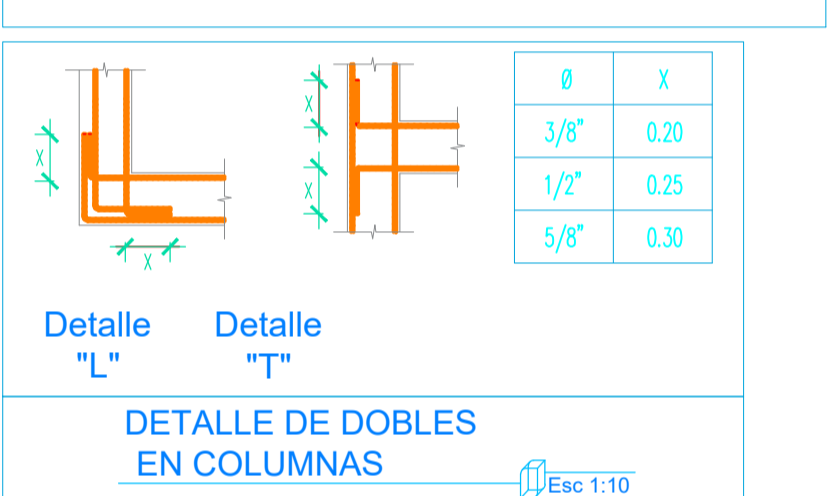 Ø X
3/8" 0.20
1/2" 0.25
5/8" 0.30
X
X
X
X
Detalle "L"
Detalle "T"
DETALLE DE DOBLES
EN COLUMNAS
Esc 1:10